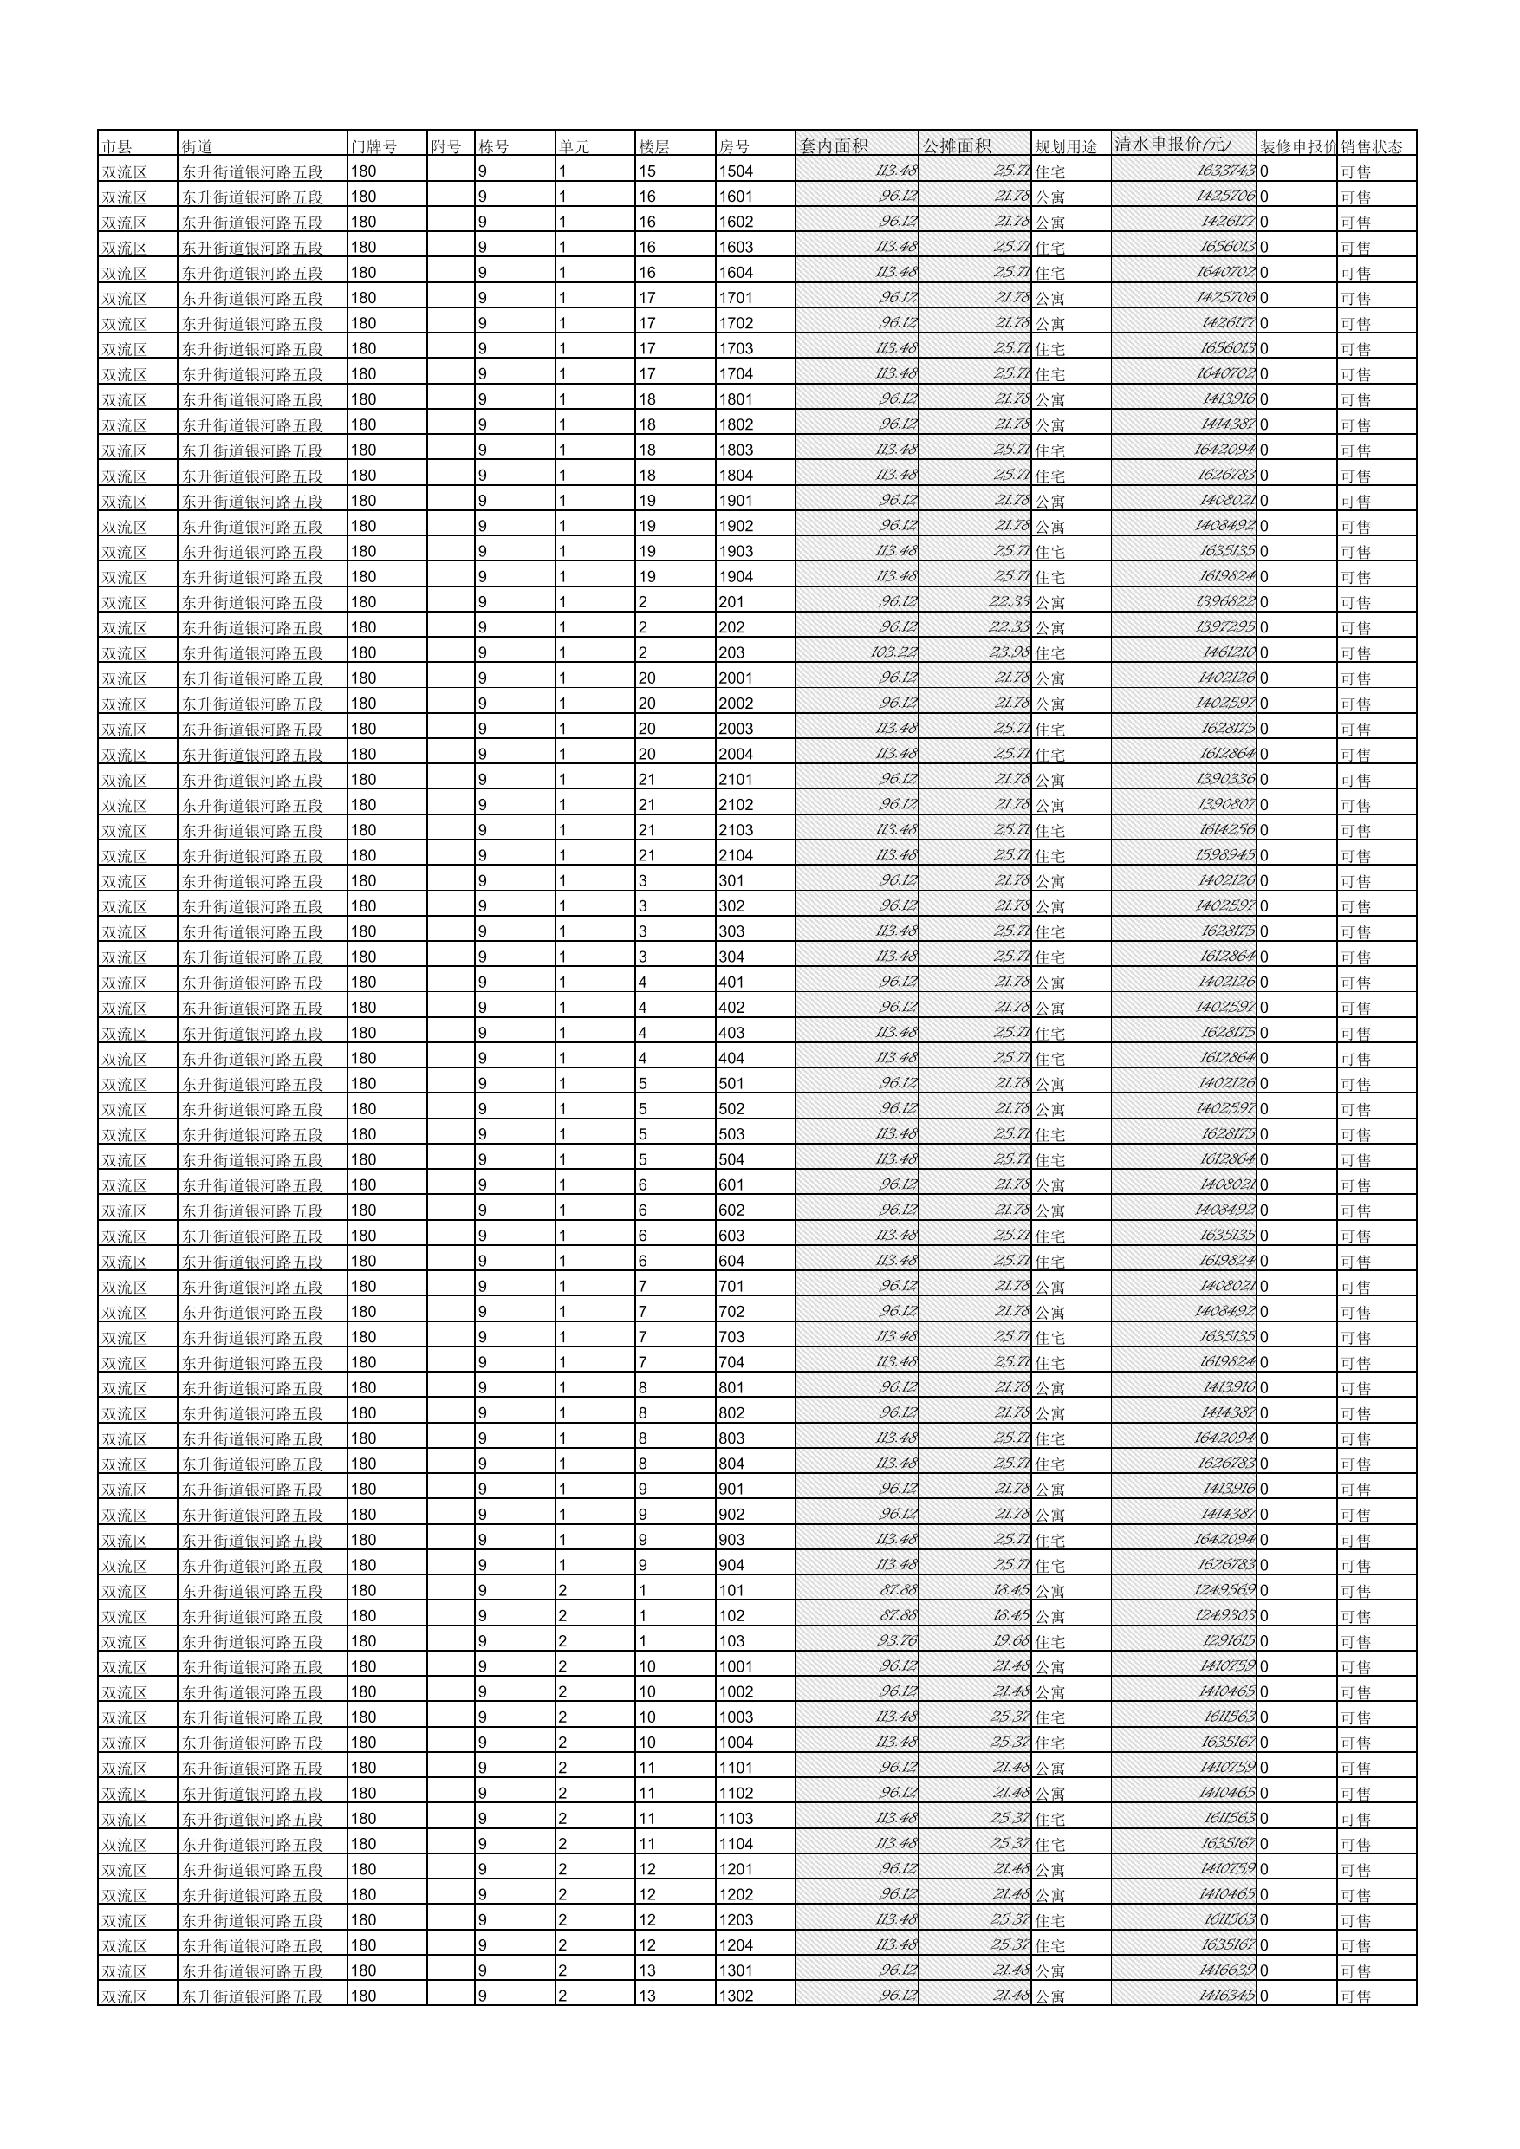 市县 街道 门牌号 附号 栋号 单元 楼层 房号 套内面积 公摊面积 规划用途 清水申报价(元) 装修申报价 销售状态
双流区 东升街道银河路五段 180 9 1 15 1504 113.48 25.71 住宅 1633743 0 可售
双流区 东升街道银河路五段 180 9 1 16 1601 96.12 21.78 公寓 1425706 0 可售
双流区 东升街道银河路五段 180 9 1 16 1602 96.12 21.78 公寓 1426177 0 可售
双流区 东升街道银河路五段 180 9 1 16 1603 113.48 25.71 住宅 1656013 0 可售
双流区 东升街道银河路五段 180 9 1 16 1604 113.48 25.71 住宅 1640702 0 可售
双流区 东升街道银河路五段 180 9 1 17 1701 96.12 21.78 公寓 1425706 0 可售
双流区 东升街道银河路五段 180 9 1 17 1702 96.12 21.78 公寓 1426177 0 可售
双流区 东升街道银河路五段 180 9 1 17 1703 113.48 25.71 住宅 1656013 0 可售
双流区 东升街道银河路五段 180 9 1 17 1704 113.48 25.71 住宅 1640702 0 可售
双流区 东升街道银河路五段 180 9 1 18 1801 96.12 21.78 公寓 1413916 0 可售
双流区 东升街道银河路五段 180 9 1 18 1802 96.12 21.78 公寓 1414387 0 可售
双流区 东升街道银河路五段 180 9 1 18 1803 113.48 25.71 住宅 1642094 0 可售
双流区 东升街道银河路五段 180 9 1 18 1804 113.48 25.71 住宅 1626783 0 可售
双流区 东升街道银河路五段 180 9 1 19 1901 96.12 21.78 公寓 1408021 0 可售
双流区 东升街道银河路五段 180 9 1 19 1902 96.12 21.78 公寓 1408492 0 可售
双流区 东升街道银河路五段 180 9 1 19 1903 113.48 25.71 住宅 1635135 0 可售
双流区 东升街道银河路五段 180 9 1 19 1904 113.48 25.71 住宅 1619824 0 可售
双流区 东升街道银河路五段 180 9 1 2 201 96.12 22.33 公寓 1396822 0 可售
双流区 东升街道银河路五段 180 9 1 2 202 96.12 22.33 公寓 1397295 0 可售
双流区 东升街道银河路五段 180 9 1 2 203 103.22 23.98 住宅 1461210 0 可售
双流区 东升街道银河路五段 180 9 1 20 2001 96.12 21.78 公寓 1402126 0 可售
双流区 东升街道银河路五段 180 9 1 20 2002 96.12 21.78 公寓 1402597 0 可售
双流区 东升街道银河路五段 180 9 1 20 2003 113.48 25.71 住宅 1628175 0 可售
双流区 东升街道银河路五段 180 9 1 20 2004 113.48 25.71 住宅 1612864 0 可售
双流区 东升街道银河路五段 180 9 1 21 2101 96.12 21.78 公寓 1390336 0 可售
双流区 东升街道银河路五段 180 9 1 21 2102 96.12 21.78 公寓 1390807 0 可售
双流区 东升街道银河路五段 180 9 1 21 2103 113.48 25.71 住宅 1614256 0 可售
双流区 东升街道银河路五段 180 9 1 21 2104 113.48 25.71 住宅 1598945 0 可售
双流区 东升街道银河路五段 180 9 1 3 301 96.12 21.78 公寓 1402126 0 可售
双流区 东升街道银河路五段 180 9 1 3 302 96.12 21.78 公寓 1402597 0 可售
双流区 东升街道银河路五段 180 9 1 3 303 113.48 25.71 住宅 1628175 0 可售
双流区 东升街道银河路五段 180 9 1 3 304 113.48 25.71 住宅 1612864 0 可售
双流区 东升街道银河路五段 180 9 1 4 401 96.12 21.78 公寓 1402126 0 可售
双流区 东升街道银河路五段 180 9 1 4 402 96.12 21.78 公寓 1402597 0 可售
双流区 东升街道银河路五段 180 9 1 4 403 113.48 25.71 住宅 1628175 0 可售
双流区 东升街道银河路五段 180 9 1 4 404 113.48 25.71 住宅 1612864 0 可售
双流区 东升街道银河路五段 180 9 1 5 501 96.12 21.78 公寓 1402126 0 可售
双流区 东升街道银河路五段 180 9 1 5 502 96.12 21.78 公寓 1402597 0 可售
双流区 东升街道银河路五段 180 9 1 5 503 113.48 25.71 住宅 1628175 0 可售
双流区 东升街道银河路五段 180 9 1 5 504 113.48 25.71 住宅 1612864 0 可售
双流区 东升街道银河路五段 180 9 1 6 601 96.12 21.78 公寓 1408021 0 可售
双流区 东升街道银河路五段 180 9 1 6 602 96.12 21.78 公寓 1408492 0 可售
双流区 东升街道银河路五段 180 9 1 6 603 113.48 25.71 住宅 1635135 0 可售
双流区 东升街道银河路五段 180 9 1 6 604 113.48 25.71 住宅 1619824 0 可售
双流区 东升街道银河路五段 180 9 1 7 701 96.12 21.78 公寓 1408021 0 可售
双流区 东升街道银河路五段 180 9 1 7 702 96.12 21.78 公寓 1408492 0 可售
双流区 东升街道银河路五段 180 9 1 7 703 113.48 25.71 住宅 1635135 0 可售
双流区 东升街道银河路五段 180 9 1 7 704 113.48 25.71 住宅 1619824 0 可售
双流区 东升街道银河路五段 180 9 1 8 801 96.12 21.78 公寓 1413916 0 可售
双流区 东升街道银河路五段 180 9 1 8 802 96.12 21.78 公寓 1414387 0 可售
双流区 东升街道银河路五段 180 9 1 8 803 113.48 25.71 住宅 1642094 0 可售
双流区 东升街道银河路五段 180 9 1 8 804 113.48 25.71 住宅 1626783 0 可售
双流区 东升街道银河路五段 180 9 1 9 901 96.12 21.78 公寓 1413916 0 可售
双流区 东升街道银河路五段 180 9 1 9 902 96.12 21.78 公寓 1414387 0 可售
双流区 东升街道银河路五段 180 9 1 9 903 113.48 25.71 住宅 1642094 0 可售
双流区 东升街道银河路五段 180 9 1 9 904 113.48 25.71 住宅 1626783 0 可售
双流区 东升街道银河路五段 180 9 2 1 101 87.88 18.45 公寓 1249569 0 可售
双流区 东升街道银河路五段 180 9 2 1 102 87.88 18.45 公寓 1249303 0 可售
双流区 东升街道银河路五段 180 9 2 1 103 93.76 19.68 住宅 1291615 0 可售
双流区 东升街道银河路五段 180 9 2 10 1001 96.12 21.48 公寓 1410759 0 可售
双流区 东升街道银河路五段 180 9 2 10 1002 96.12 21.48 公寓 1410465 0 可售
双流区 东升街道银河路五段 180 9 2 10 1003 113.48 25.37 住宅 1611563 0 可售
双流区 东升街道银河路五段 180 9 2 10 1004 113.48 25.37 住宅 1635167 0 可售
双流区 东升街道银河路五段 180 9 2 11 1101 96.12 21.48 公寓 1410759 0 可售
双流区 东升街道银河路五段 180 9 2 11 1102 96.12 21.48 公寓 1410465 0 可售
双流区 东升街道银河路五段 180 9 2 11 1103 113.48 25.37 住宅 1611563 0 可售
双流区 东升街道银河路五段 180 9 2 11 1104 113.48 25.37 住宅 1635167 0 可售
双流区 东升街道银河路五段 180 9 2 12 1201 96.12 21.48 公寓 1410759 0 可售
双流区 东升街道银河路五段 180 9 2 12 1202 96.12 21.48 公寓 1410465 0 可售
双流区 东升街道银河路五段 180 9 2 12 1203 113.48 25.37 住宅 1611563 0 可售
双流区 东升街道银河路五段 180 9 2 12 1204 113.48 25.37 住宅 1635167 0 可售
双流区 东升街道银河路五段 180 9 2 13 1301 96.12 21.48 公寓 1416639 0 可售
双流区 东升街道银河路五段 180 9 2 13 1302 96.12 21.48 公寓 1416345 0 可售